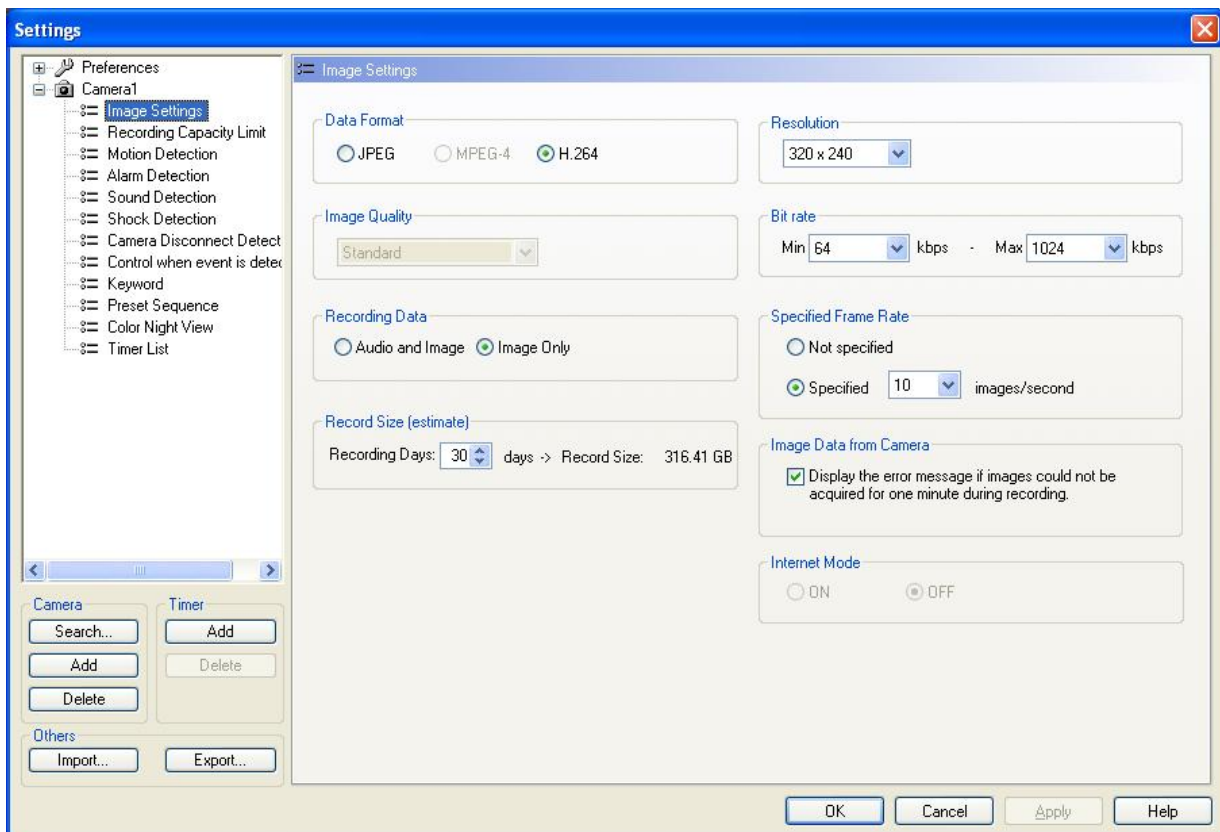 Settings
Preferences
Camera1
Image Settings
Recording Capacity Limit
Motion Detection
Alarm Detection
Sound Detection
Shock Detection
Camera Disconnect Detect
Control when event is detec
Keyword
Preset Sequence
Color Night View
Timer List
Camera
Search...
Add
Delete
Timer
Add
Delete
Others
Import...
Export...
Image Settings
Data Format
JPEG MPEG-4 H.264
Image Quality
Standard
Recording Data
Audio and Image Image Only
Record Size (estimate)
Recording Days: 30 days -> Record Size: 316.41 GB
Resolution
320 x 240
Bit rate
Min 64 kbps - Max 1024 kbps
Specified Frame Rate
Not specified
Specified 10 images/second
Image Data from Camera
Display the error message if images could not be
acquired for one minute during recording.
Internet Mode
ON OFF
OK Cancel Apply Help